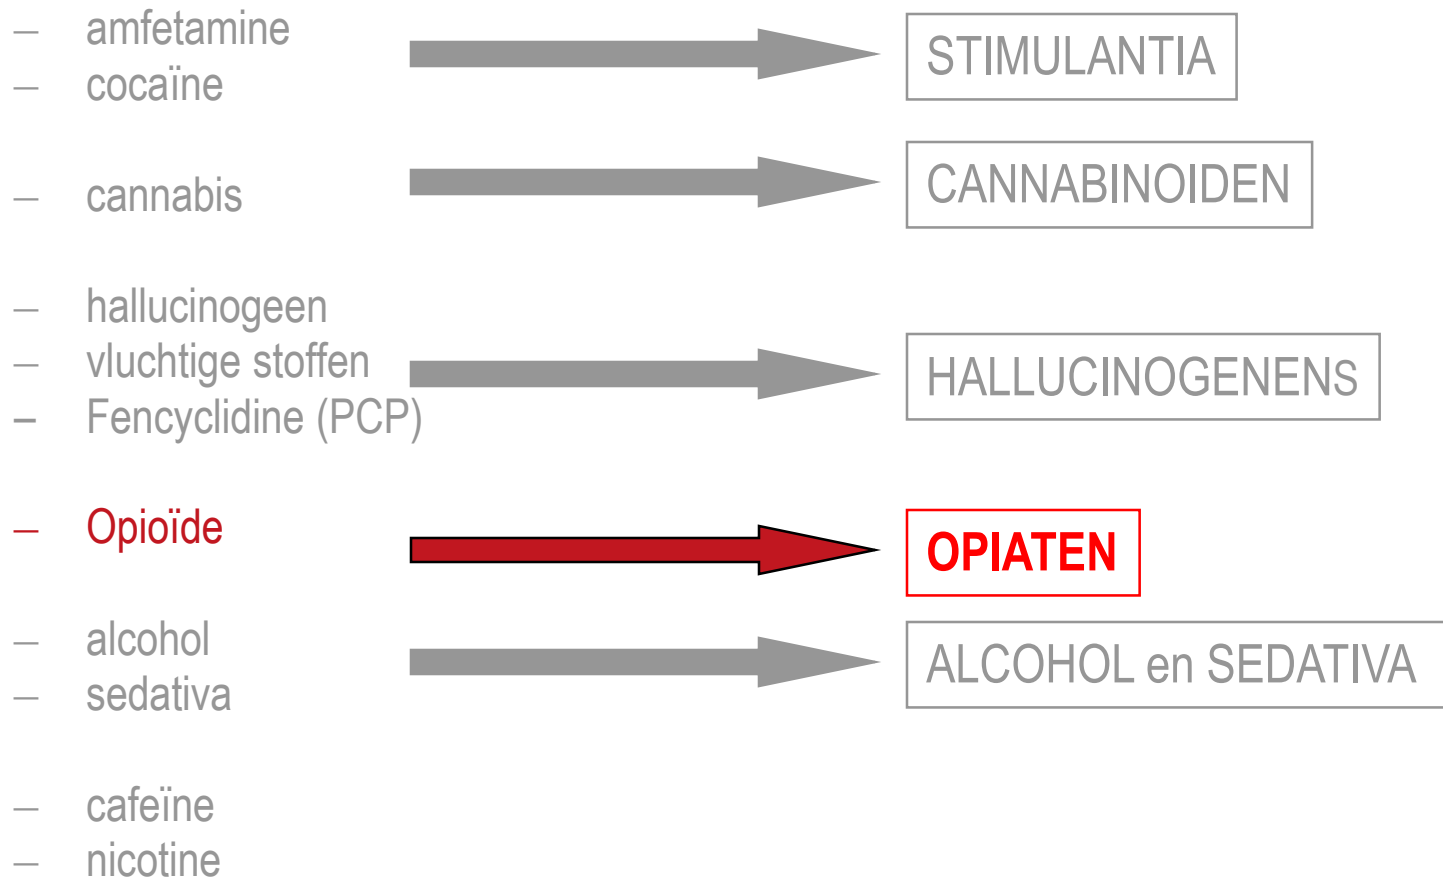 – amfetamine
– cocaïne
STIMULANTIA
– cannabis
CANNABINOIDEN
– hallucinogeen
– vluchtige stoffen
– Fencyclidine (PCP)
HALLUCINOGENENS
– Opioïde
OPIATEN
– alcohol
– sedativa
ALCOHOL en SEDATIVA
– cafeïne
– nicotine